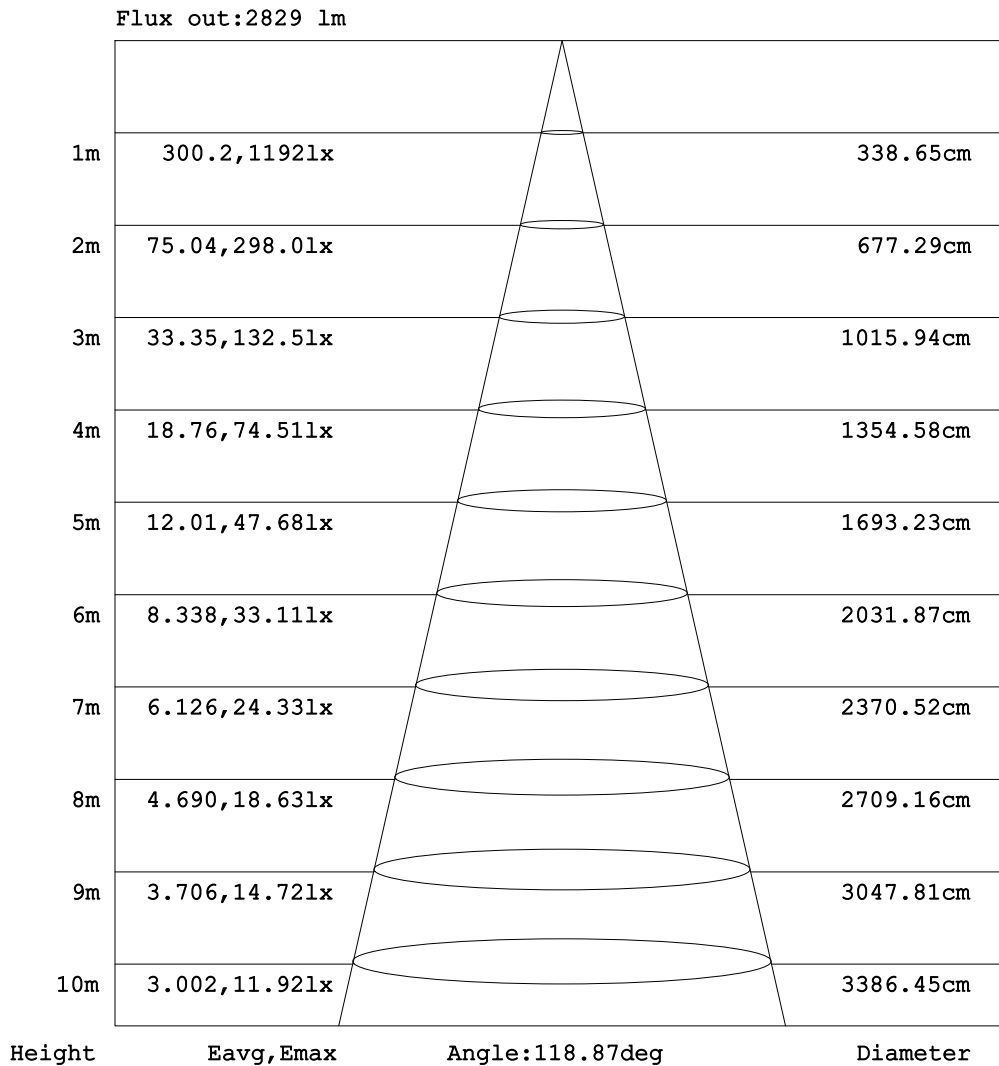 Flux out:2829 lm
1m 300.2,1192lx 338.65cm
2m 75.04,298.0lx 677.29cm
3m 33.35,132.5lx 1015.94cm
4m 18.76,74.51lx 1354.58cm
5m 12.01,47.68lx 1693.23cm
6m 8.338,33.11lx 2031.87cm
7m 6.126,24.33lx 2370.52cm
8m 4.690,18.63lx 2709.16cm
9m 3.706,14.72lx 3047.81cm
10m 3.002,11.92lx 3386.45cm
Height Eavg,Emax Angle:118.87deg Diameter